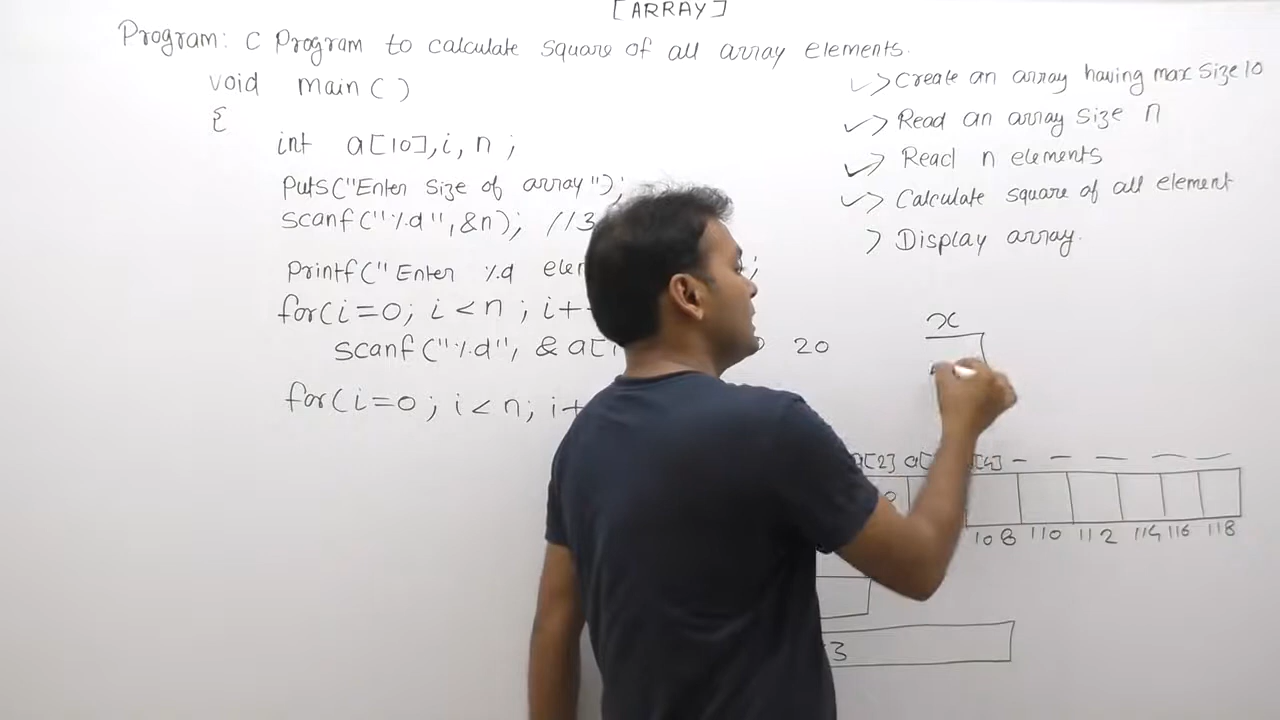 [ARRAY]
Program: C Program to calculate square of all array elements.
void main()
{
int a[10],i, n ;
Puts("Enter Size of array");
scanf("%d",&n); //3
Printf("Enter %d
for(i=0; i<n ; i+
scanf("%d", & a[ 20
for(i=0; i<n; i+
✓> Create an array having max Size 10
✓> Read an array size n
✓> Read n elements
✓> Calculate square of all element
> Display array.
x
a[2] a[
108 110 112 114 116 118
3